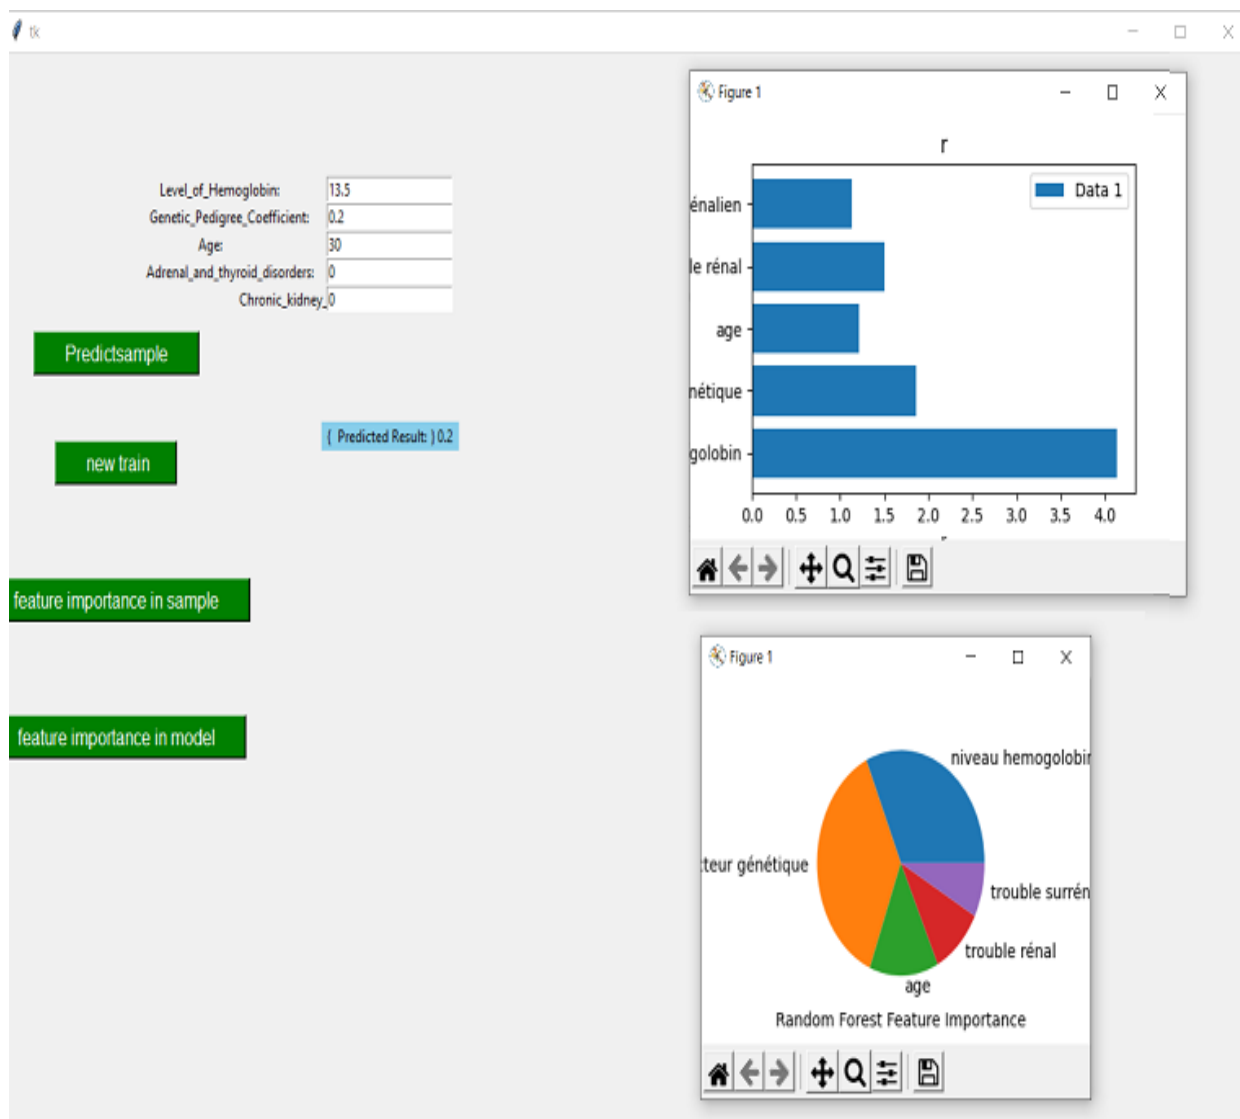 tk
Level_of_Hemoglobin: 13.5
Genetic_Pedigree_Coefficient: 0.2
Age: 30
Adrenal_and_thyroid_disorders: 0
Chronic_kidney_ 0
Predictsample
( Predicted Result: ) 0.2
new train
feature importance in sample
feature importance in model
Figure 1
r
Data 1
énalien
le rénal
age
nétique
golobin
0.0 0.5 1.0 1.5 2.0 2.5 3.0 3.5 4.0
Figure 1
niveau hemogolobin
cteur génétique
trouble surrén
trouble rénal
age
Random Forest Feature Importance